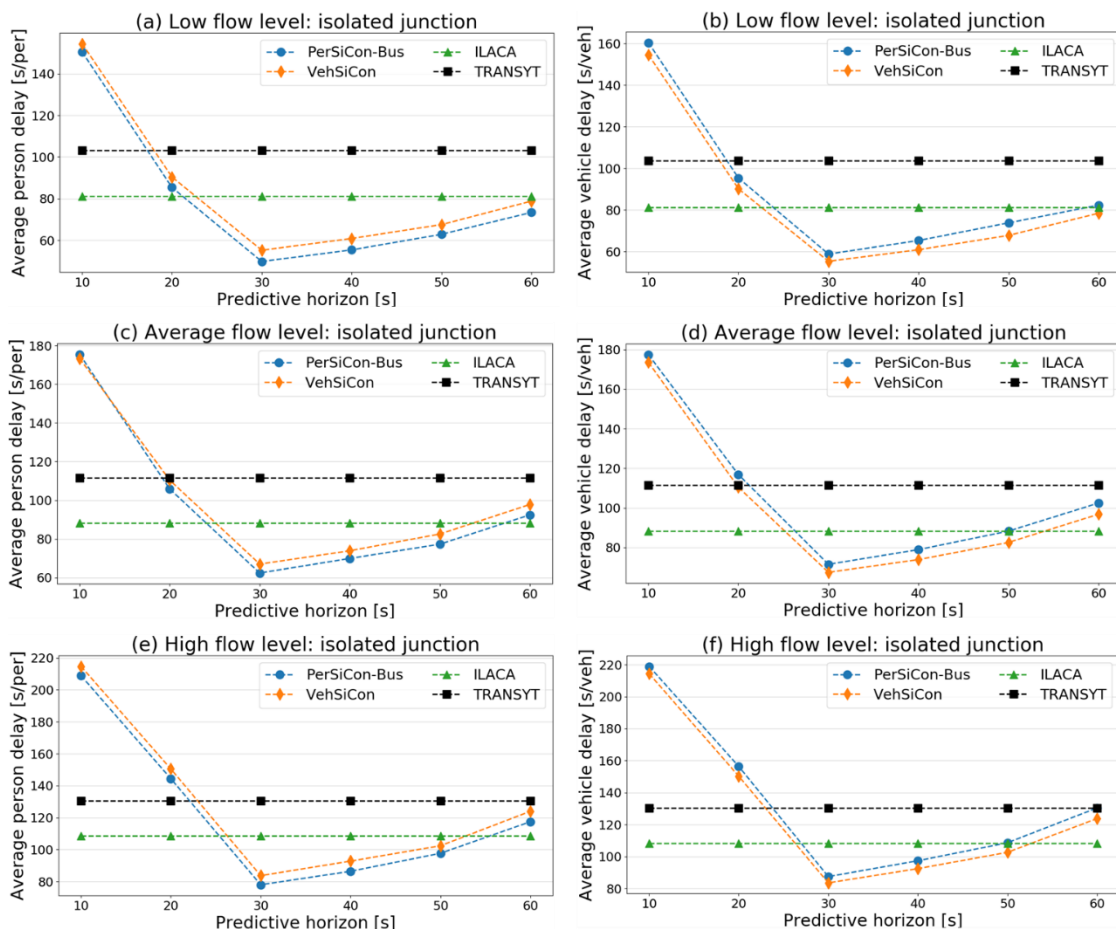 (a) Low flow level: isolated junction
Average person delay [s/per]
140
120
100
80
60
PerSiCon-Bus
VehSiCon
ILACA
TRANSYT
10 20 30 40 50 60
Predictive horizon [s]
(b) Low flow level: isolated junction
Average vehicle delay [s/veh]
160
140
120
100
80
60
PerSiCon-Bus
VehSiCon
ILACA
TRANSYT
10 20 30 40 50 60
Predictive horizon [s]
(c) Average flow level: isolated junction
Average person delay [s/per]
180
160
140
120
100
80
60
PerSiCon-Bus
VehSiCon
ILACA
TRANSYT
10 20 30 40 50 60
Predictive horizon [s]
(d) Average flow level: isolated junction
Average vehicle delay [s/veh]
180
160
140
120
100
80
PerSiCon-Bus
VehSiCon
ILACA
TRANSYT
10 20 30 40 50 60
Predictive horizon [s]
(e) High flow level: isolated junction
Average person delay [s/per]
220
200
180
160
140
120
100
80
PerSiCon-Bus
VehSiCon
ILACA
TRANSYT
10 20 30 40 50 60
Predictive horizon [s]
(f) High flow level: isolated junction
Average vehicle delay [s/veh]
220
200
180
160
140
120
100
80
PerSiCon-Bus
VehSiCon
ILACA
TRANSYT
10 20 30 40 50 60
Predictive horizon [s]